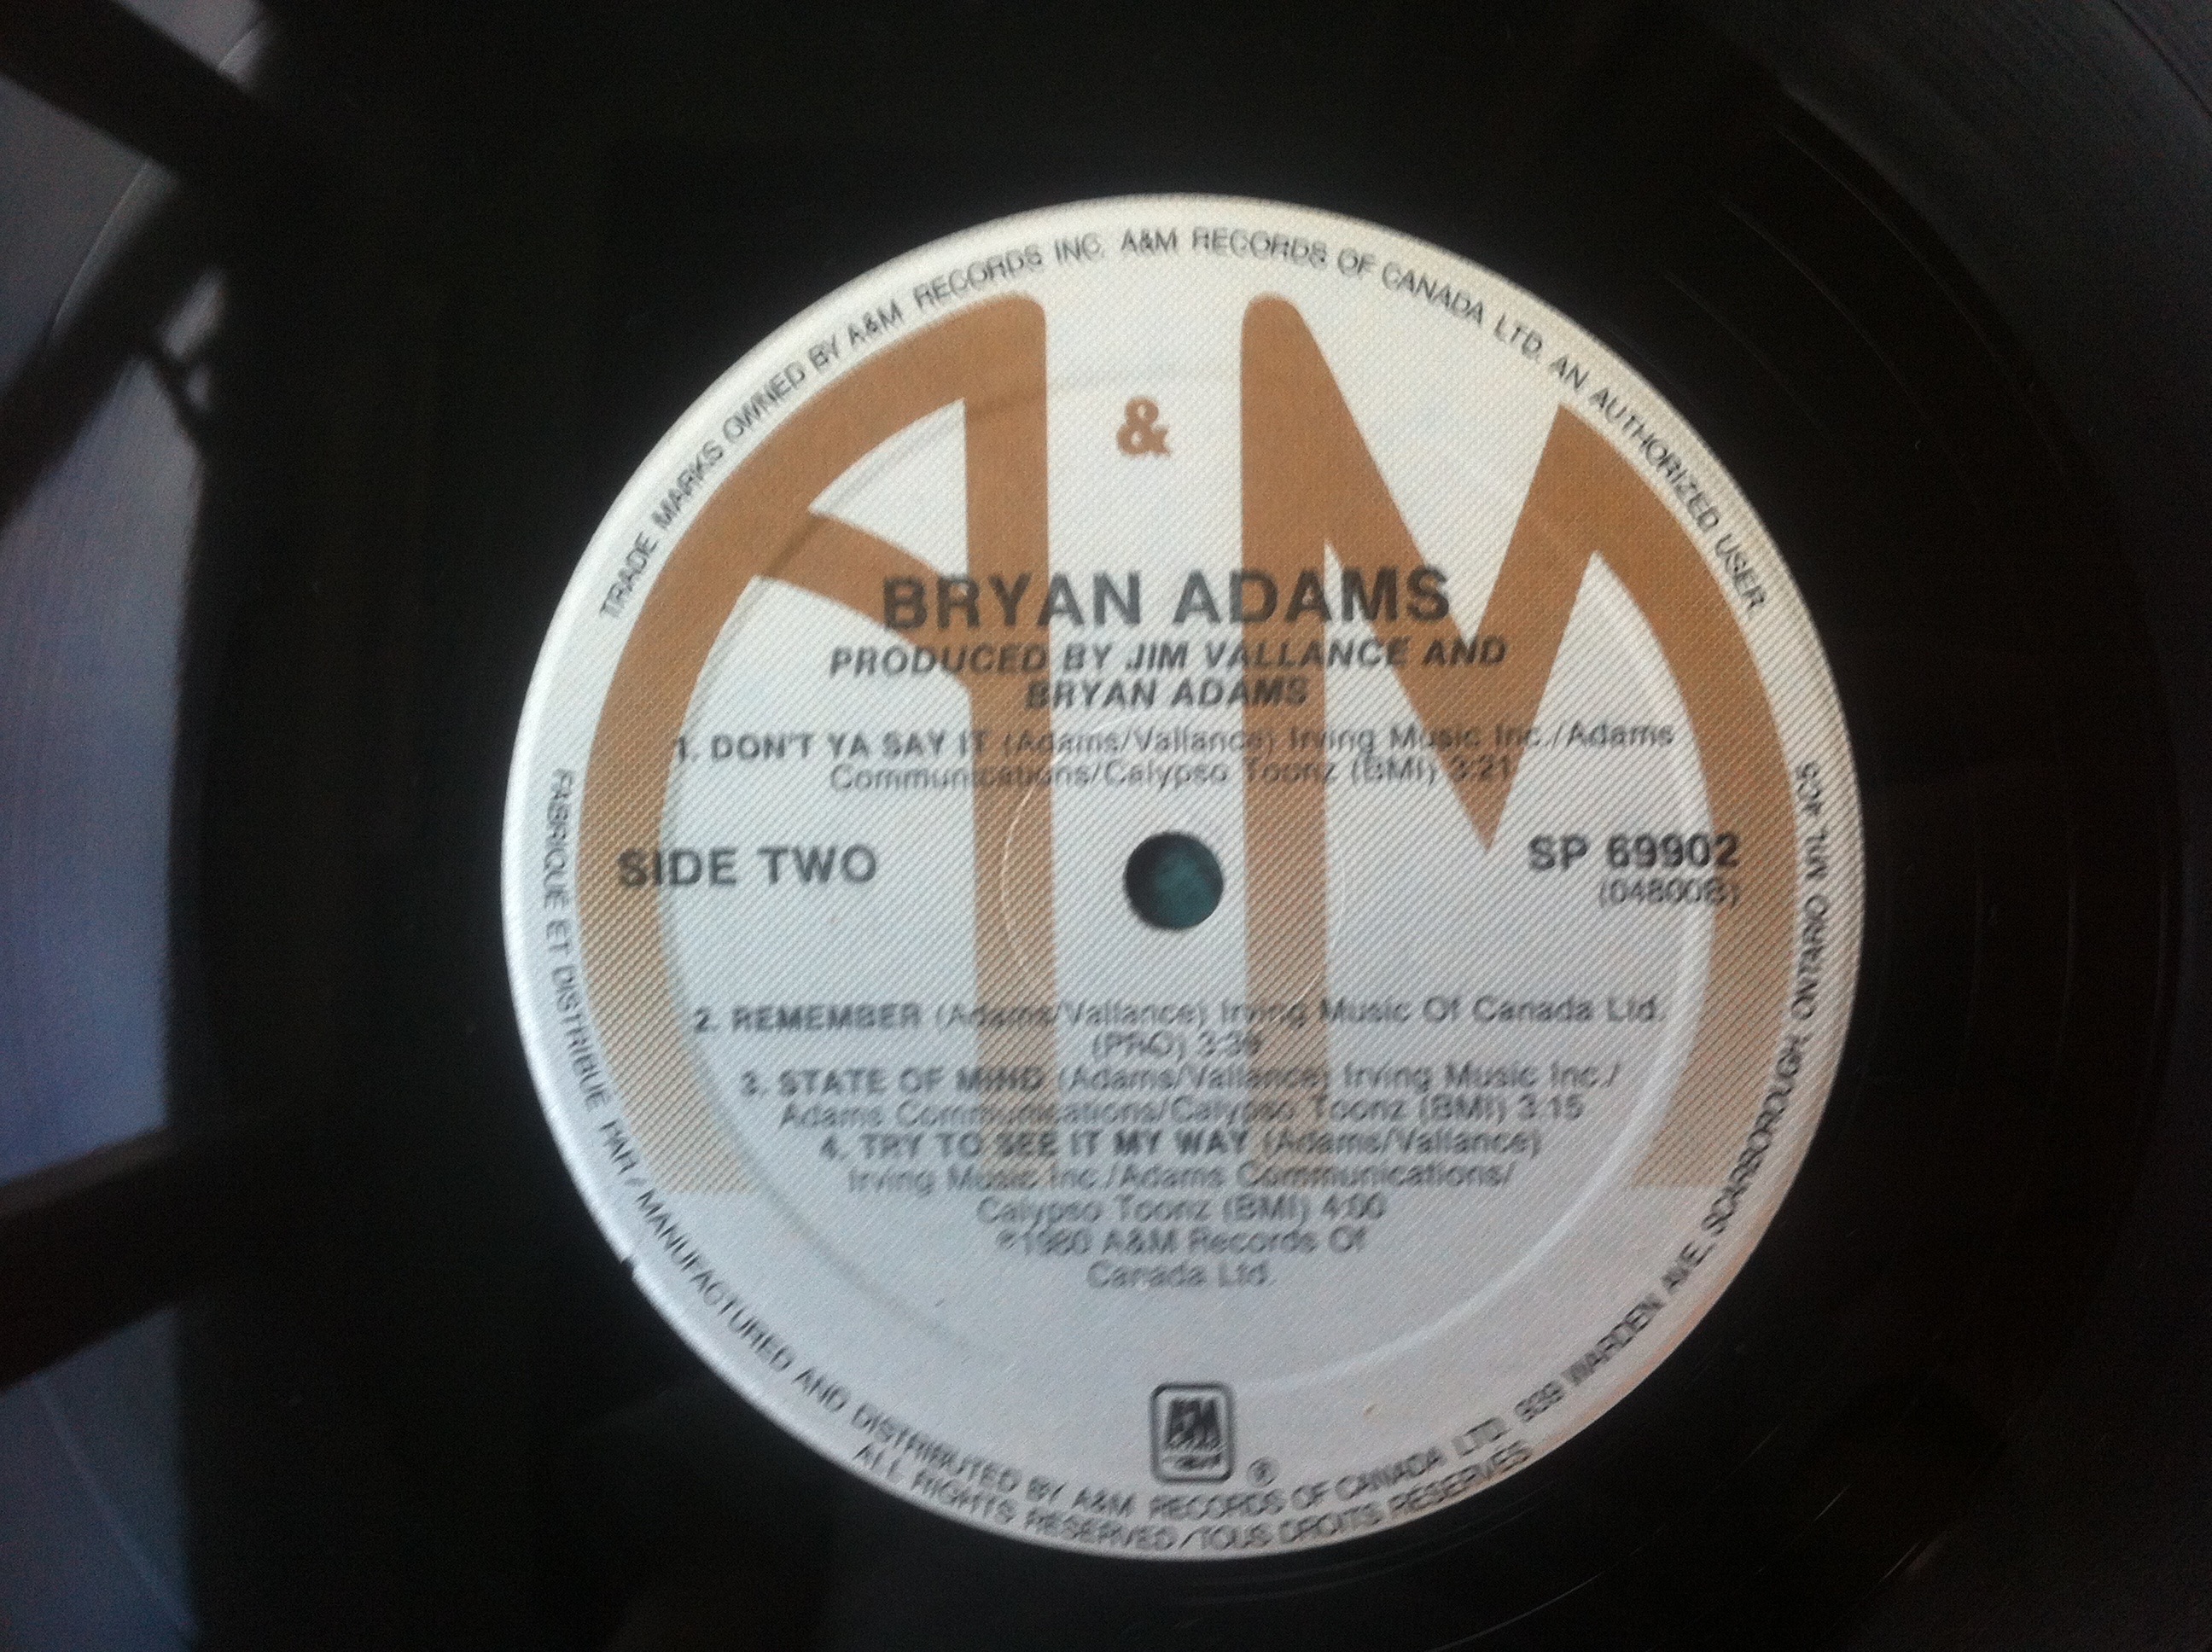 TRADE MARKS OWNED BY A&M RECORDS INC. A&M RECORDS OF CANADA LTD. AN AUTHORIZED USER
A & M
BRYAN ADAMS
PRODUCED BY JIM VALLANCE AND
BRYAN ADAMS
1. DON'T YA SAY IT (Adams/Vallance) Irving Music Inc./Adams
Communications/Calypso Toonz (BMI) 3:21
SIDE TWO
SP 69902
(04800B)
2. REMEMBER (Adams/Vallance) Irving Music Of Canada Ltd.
(PRO)
3. STATE OF MIND (Adams/Vallance) Irving Music Inc./
Adams Communications/Calypso Toonz (BMI) 3:15
4. TRY TO SEE IT MY WAY (Adams/Vallance)
Irving Music Inc./Adams Communications/
Calypso Toonz (BMI) 4:00
℗1980 A&M Records Of
Canada Ltd.
A&M
®
FABRIQUE ET DISTRIBUÉ PAR / MANUFACTURED AND DISTRIBUTED BY A&M RECORDS OF CANADA LTD. 939 WARDEN AVE. SCARBOROUGH, ONTARIO M1L 4C5
ALL RIGHTS RESERVED / TOUS DROITS RESERVÉS